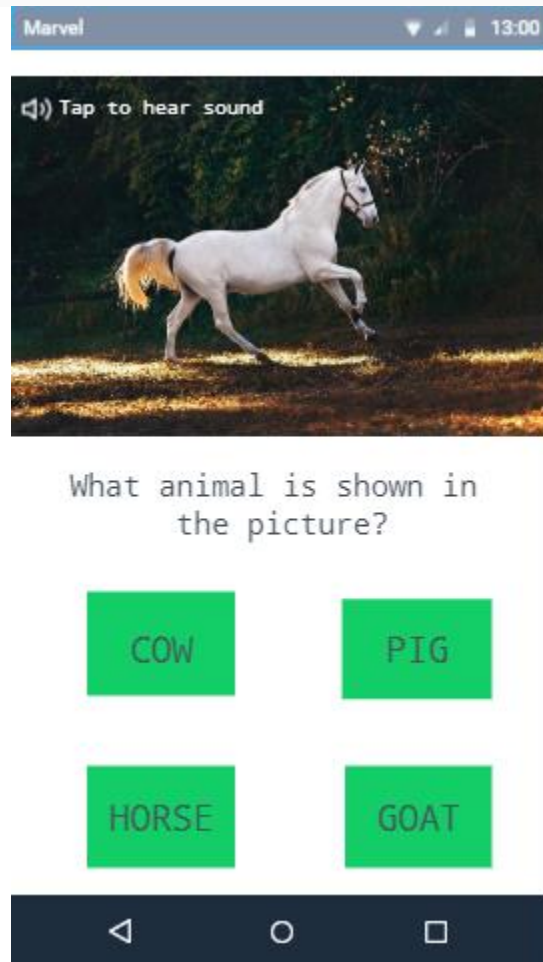 Marvel 13:00
Tap to hear sound
What animal is shown in
the picture?
COW PIG
HORSE GOAT